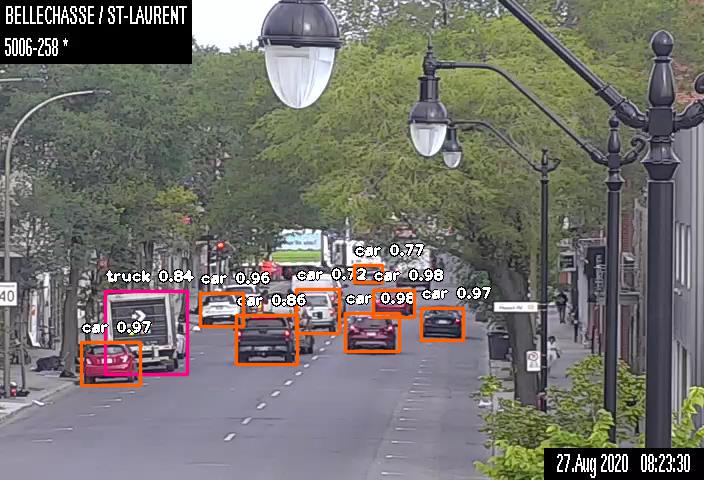 BELLECHASSE / ST-LAURENT
5006-258 *
car 0.77
truck 0.84
car 0.96
car 0.72
car 0.98
car 0.86
car 0.98
car 0.97
car 0.97
40
27.Aug 2020 08:23:30